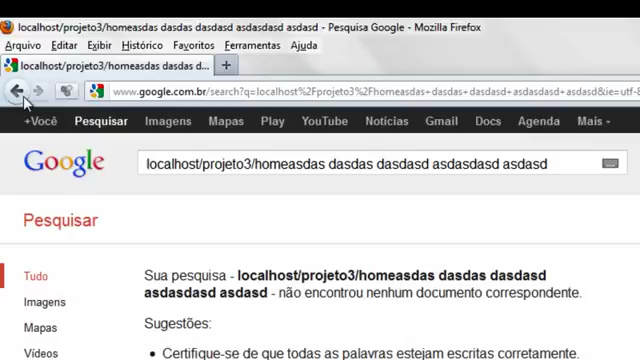 localhost/projeto3/homeasdas dasdas dasdasd asdasdasd asdasd - Pesquisa Google - Mozilla Firefox
Arquivo Editar Exibir Histórico Favoritos Ferramentas Ajuda
localhost/projeto3/homeasdas dasdas d... +
www.google.com.br/search?q=localhost%2Fprojeto3%2Fhomeasdas+dasdas+dasdasd+asdasdasd+asdasd&ie=utf-8
+Você Pesquisar Imagens Mapas Play YouTube Notícias Gmail Docs Agenda Mais
Google localhost/projeto3/homeasdas dasdas dasdasd asdasdasd asdasd
Pesquisar
Tudo
Imagens
Mapas
Vídeos
Sua pesquisa - localhost/projeto3/homeasdas dasdas dasdasd
asdasdasd asdasd - não encontrou nenhum documento correspondente.
Sugestões:
• Certifique-se de que todas as palavras estejam escritas corretamente.